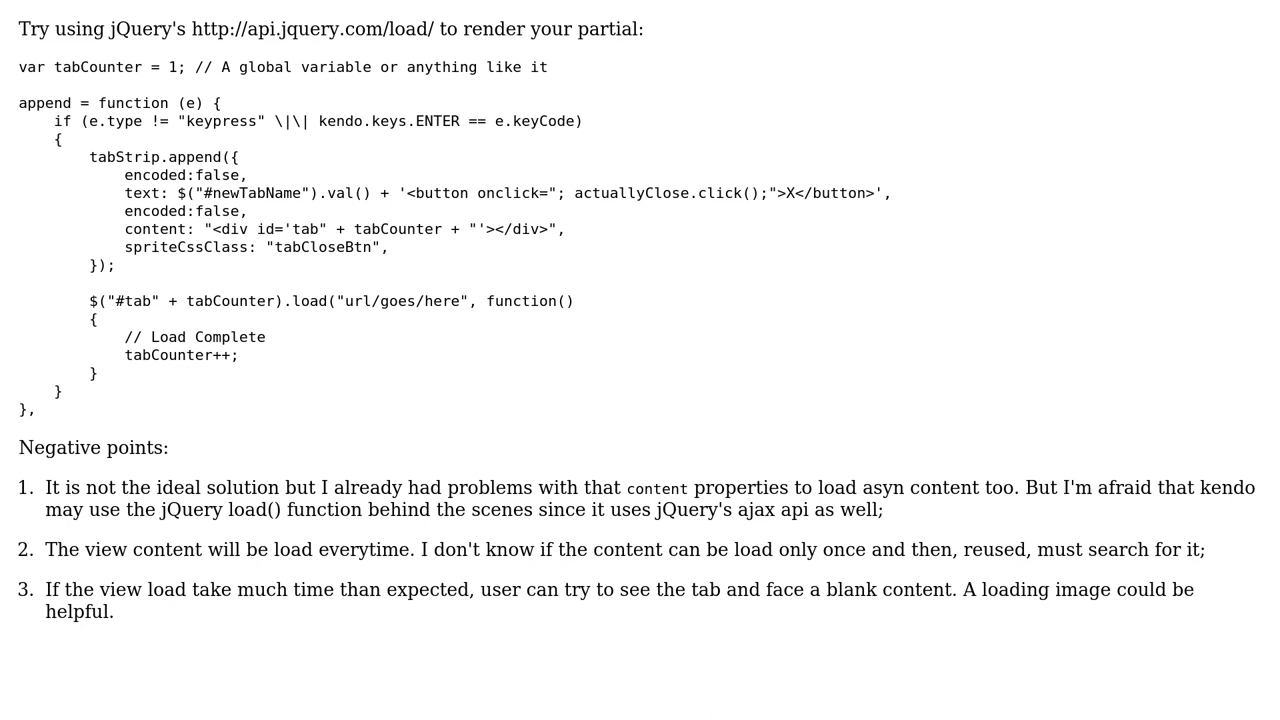 Try using jQuery's http://api.jquery.com/load/ to render your partial:
var tabCounter = 1; // A global variable or anything like it
append = function (e) {
    if (e.type != "keypress" \|\| kendo.keys.ENTER == e.keyCode)
    {
        tabStrip.append({
            encoded:false,
            text: $("#newTabName").val() + '<button onclick="; actuallyClose.click();">X</button>',
            encoded:false,
            content: "<div id='tab" + tabCounter + "'></div>",
            spriteCssClass: "tabCloseBtn",
        });
        $("#tab" + tabCounter).load("url/goes/here", function()
        {
            // Load Complete
            tabCounter++;
        }
    }
},
Negative points:
1. It is not the ideal solution but I already had problems with that content properties to load asyn content too. But I'm afraid that kendo
may use the jQuery load() function behind the scenes since it uses jQuery's ajax api as well;
2. The view content will be load everytime. I don't know if the content can be load only once and then, reused, must search for it;
3. If the view load take much time than expected, user can try to see the tab and face a blank content. A loading image could be
helpful.